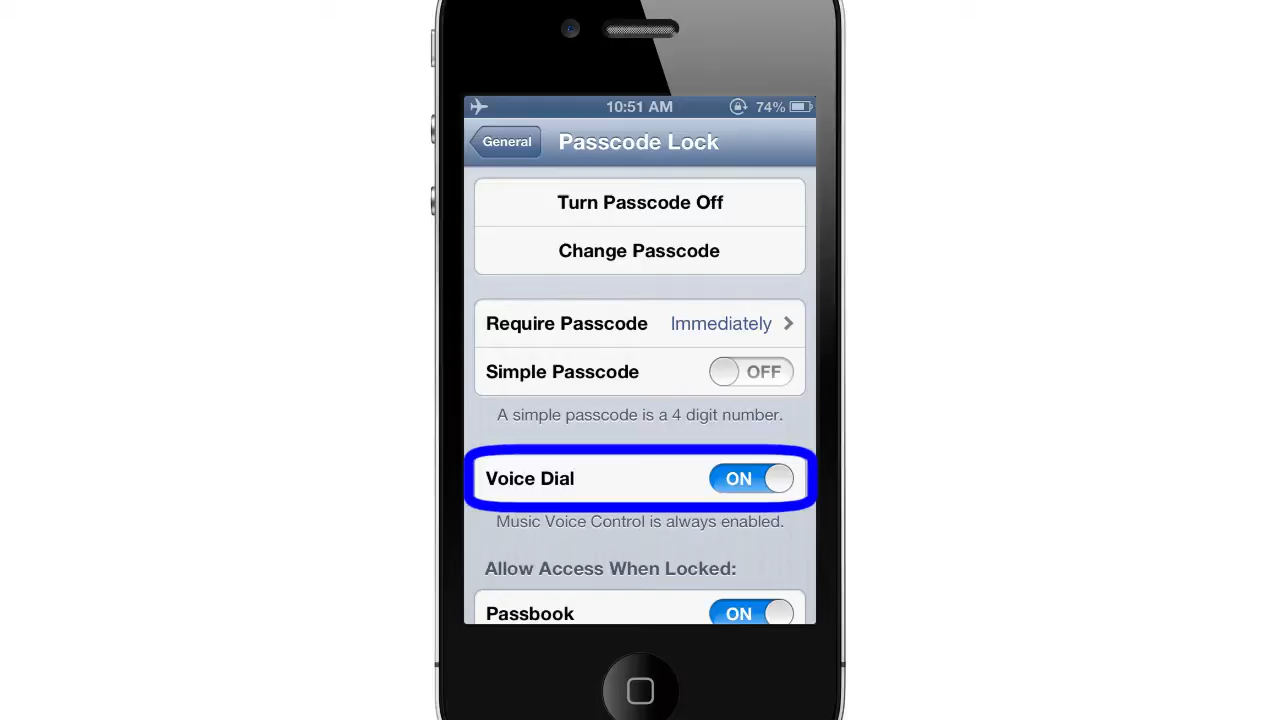 10:51 AM 74%
General Passcode Lock
Turn Passcode Off
Change Passcode
Require Passcode Immediately
Simple Passcode OFF
A simple passcode is a 4 digit number.
Voice Dial ON
Music Voice Control is always enabled.
Allow Access When Locked:
Passbook ON